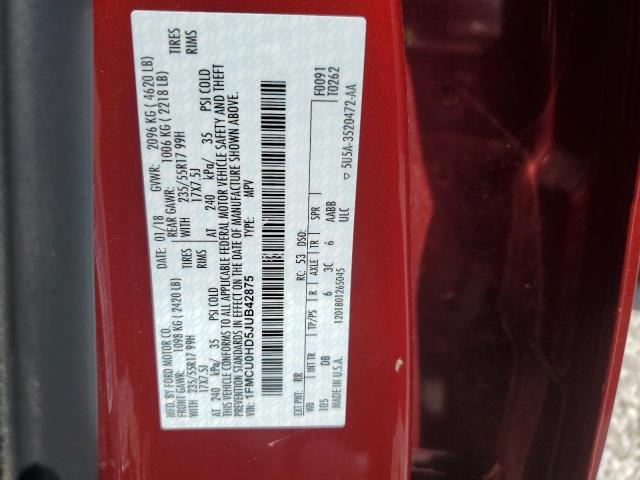 MFD. BY FORD MOTOR CO.
DATE: 01/18 GVWR: 2096 KG ( 4620 LB)
FRONT GAWR: 1098 KG ( 2420 LB) REAR GAWR: 1006 KG ( 2218 LB)
WITH 235/55R17 99H TIRES WITH 235/55R17 99H TIRES
17X7.5J RIMS 17X7.5J RIMS
AT 240 kPa/ 35 PSI COLD AT 240 kPa/ 35 PSI COLD
THIS VEHICLE CONFORMS TO ALL APPLICABLE FEDERAL MOTOR VEHICLE SAFETY AND THEFT
PREVENTION STANDARDS IN EFFECT ON THE DATE OF MANUFACTURE SHOWN ABOVE.
VIN: 1FMCU0HD5JUB42875 TYPE: MPV
F0091
T0262
EXT PNT: RR RC: 53 DSO:
WB INT TR TP/PS R AXLE TR SPR
105 DB 6 3C 6 AABB
MADE IN U.S.A. 12018012650​45 ULC
▽ 5U5A-3520472-AA